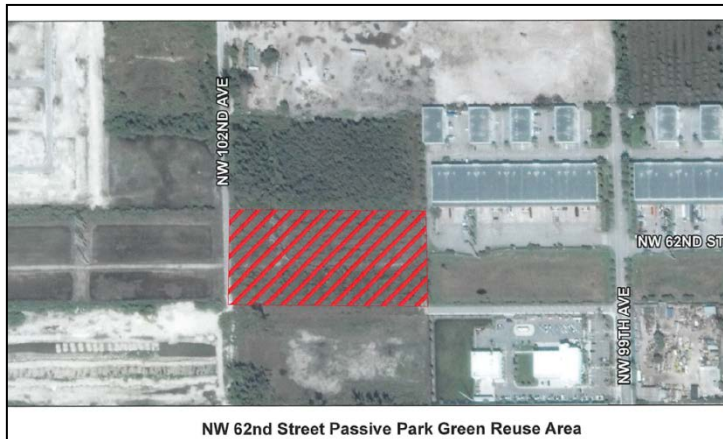 NW 102ND AVE
NW 62ND ST
NW 99TH AVE
NW 62nd Street Passive Park Green Reuse Area